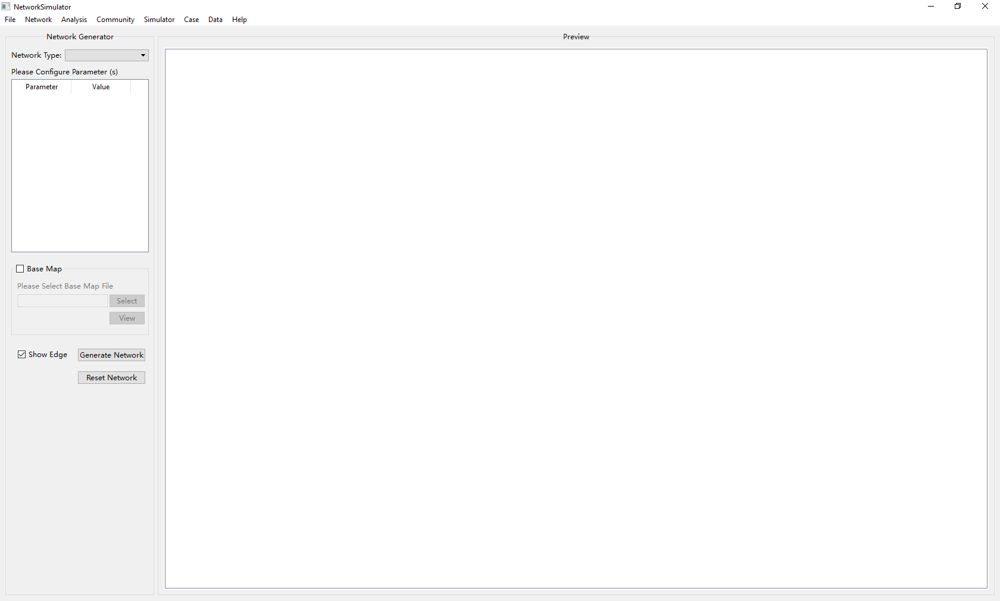 NetworkSimulator
File Network Analysis Community Simulator Case Data Help
Network Generator
Preview
Network Type:
Please Configure Parameter (s)
Parameter Value
Base Map
Please Select Base Map File
Select
View
Show Edge Generate Network
Reset Network